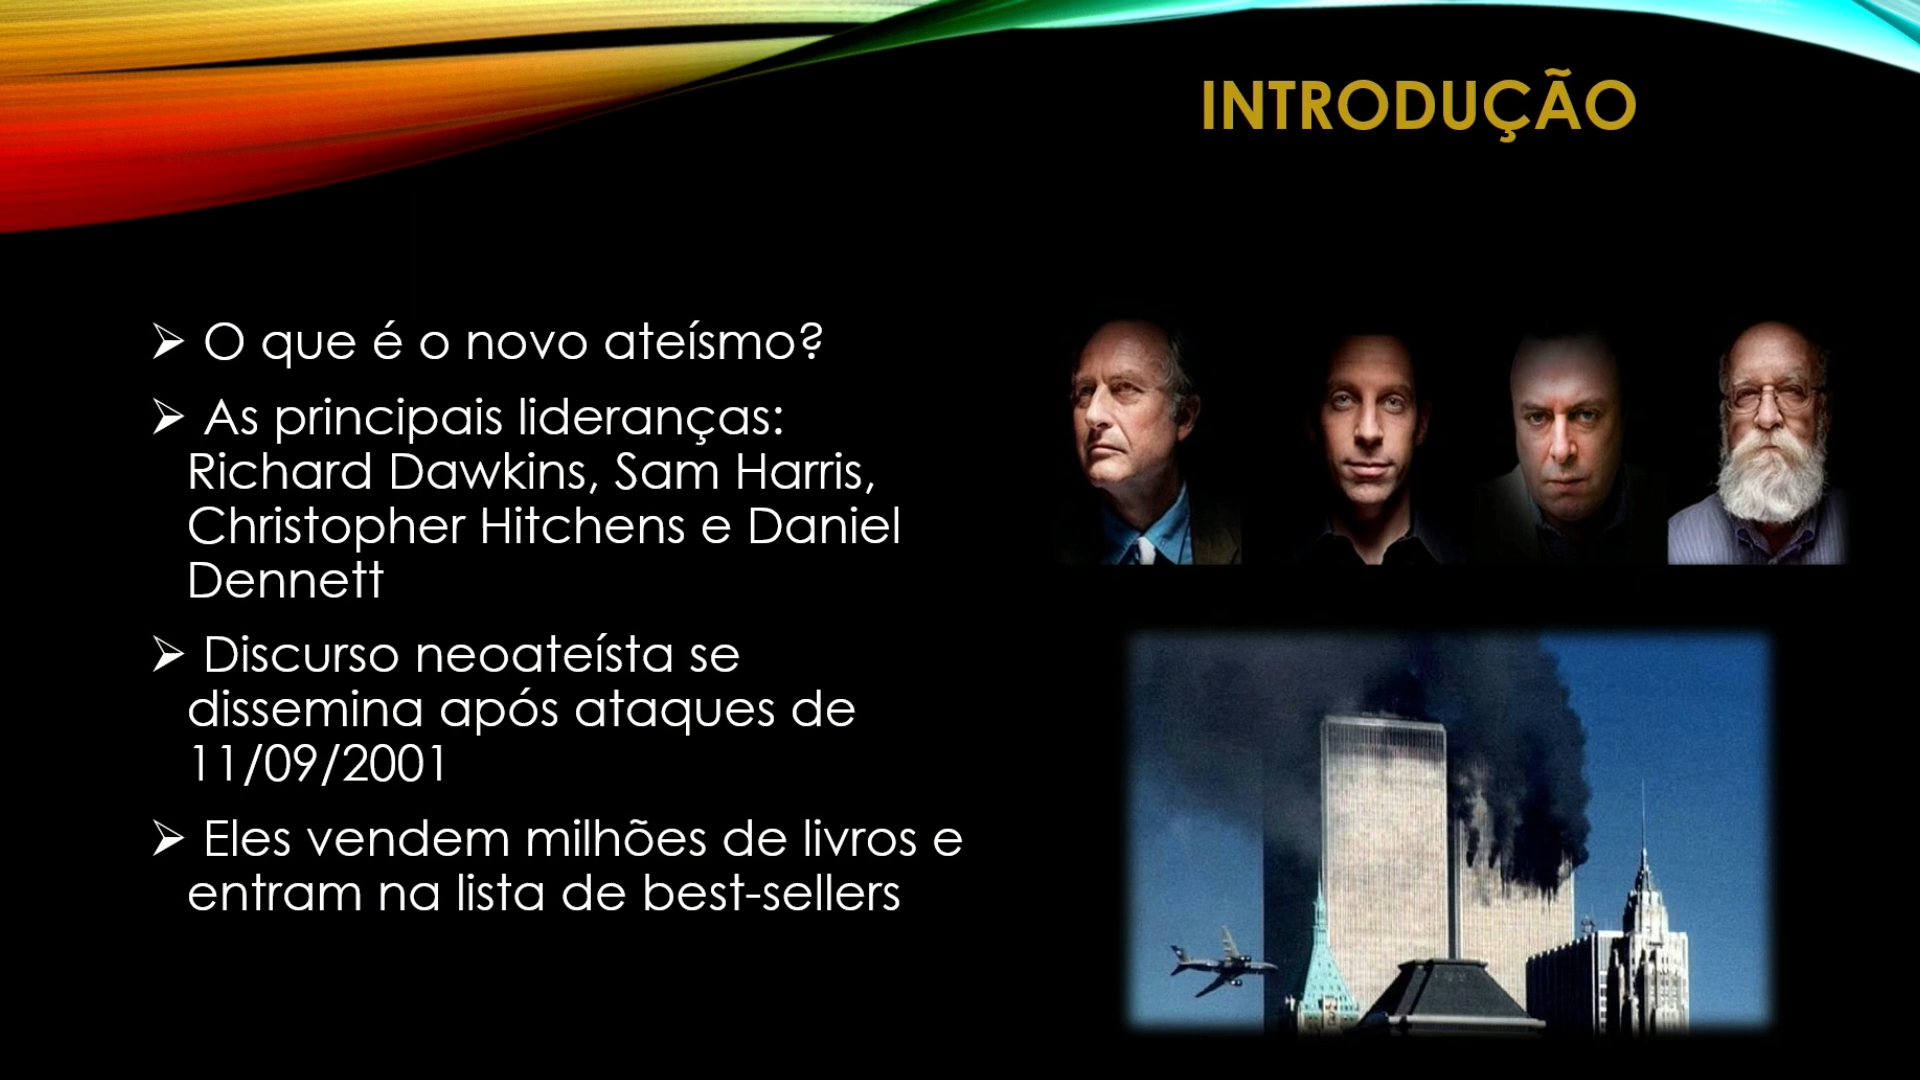 INTRODUÇÃO
➢ O que é o novo ateísmo?
➢ As principais lideranças:
Richard Dawkins, Sam Harris,
Christopher Hitchens e Daniel
Dennett
➢ Discurso neoateísta se
dissemina após ataques de
11/09/2001
➢ Eles vendem milhões de livros e
entram na lista de best-sellers